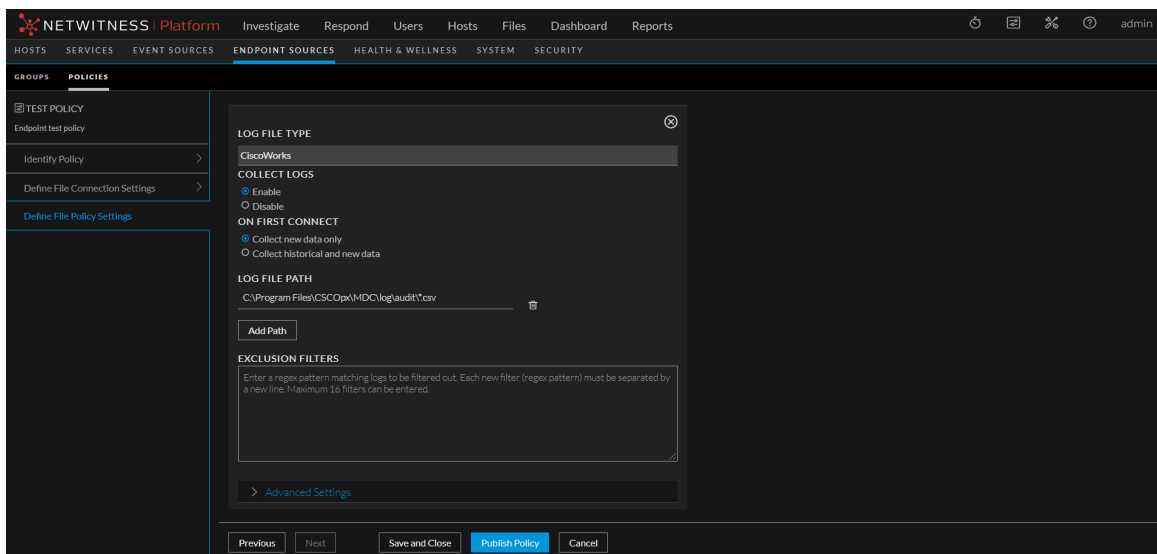 NETWITNESS Platform Investigate Respond Users Hosts Files Dashboard Reports admin
HOSTS SERVICES EVENT SOURCES ENDPOINT SOURCES HEALTH & WELLNESS SYSTEM SECURITY
GROUPS POLICIES
TEST POLICY
Endpoint test policy
Identify Policy
Define File Connection Settings
Define File Policy Settings
LOG FILE TYPE
CiscoWorks
COLLECT LOGS
Enable
Disable
ON FIRST CONNECT
Collect new data only
Collect historical and new data
LOG FILE PATH
C:\Program Files\CSCOpx\MDC\log\audit\*.csv
Add Path
EXCLUSION FILTERS
Enter a regex pattern matching logs to be filtered out. Each new filter (regex pattern) must be separated by
a new line. Maximum 16 filters can be entered.
Advanced Settings
Previous Next Save and Close Publish Policy Cancel